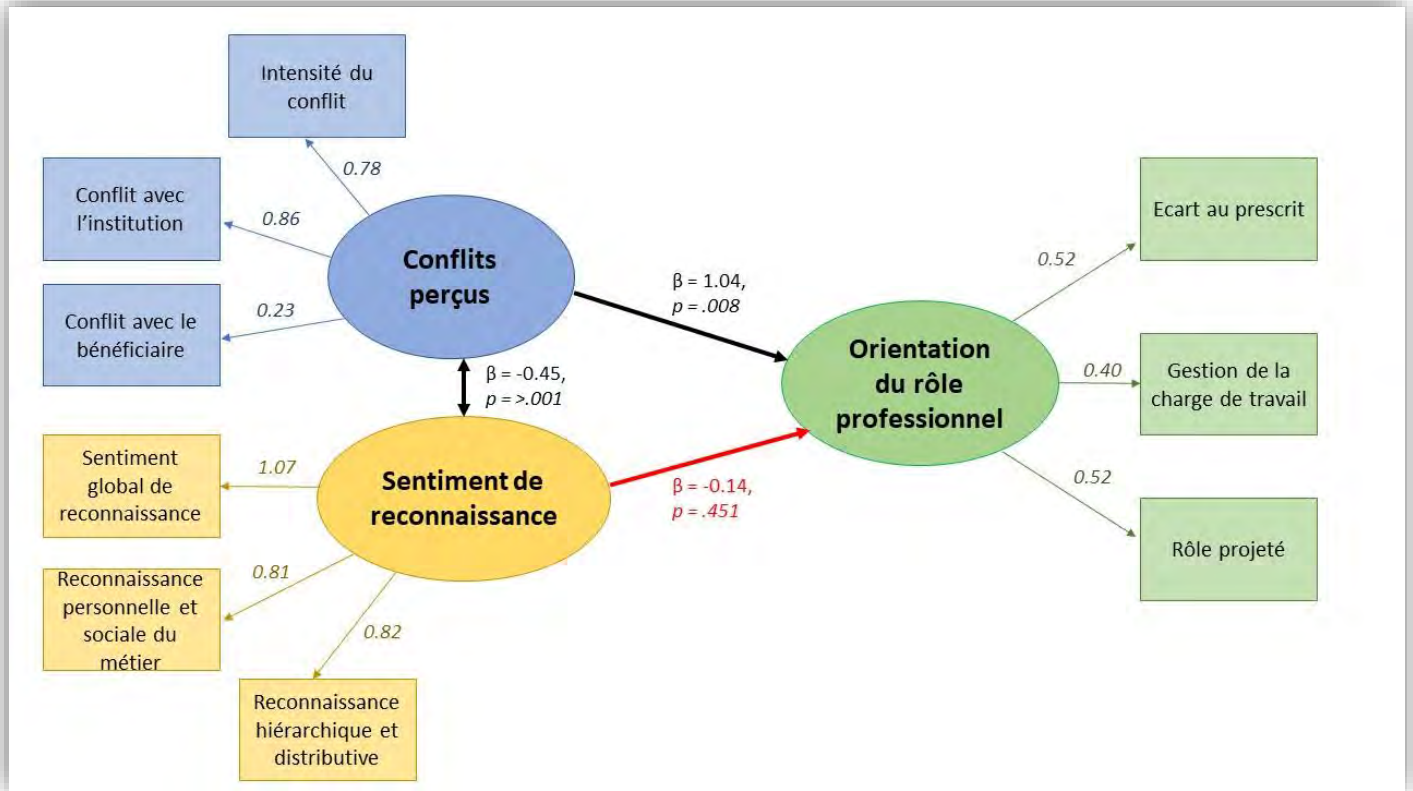 Intensité du
conflit
0.78
Conflit avec
l’institution
0.86
Conflit avec le
bénéficiaire
0.23
Conflits
perçus
β = 1.04,
p = .008
β = -0.45,
p = >.001
Sentiment
global de
reconnaissance
1.07
Sentiment de
reconnaissance
β = -0.14,
p = .451
Reconnaissance
personnelle et
sociale du
métier
0.81
Reconnaissance
hiérarchique et
distributive
0.82
Orientation
du rôle
professionnel
Ecart au prescrit
0.52
Gestion de la
charge de travail
0.40
Rôle projeté
0.52